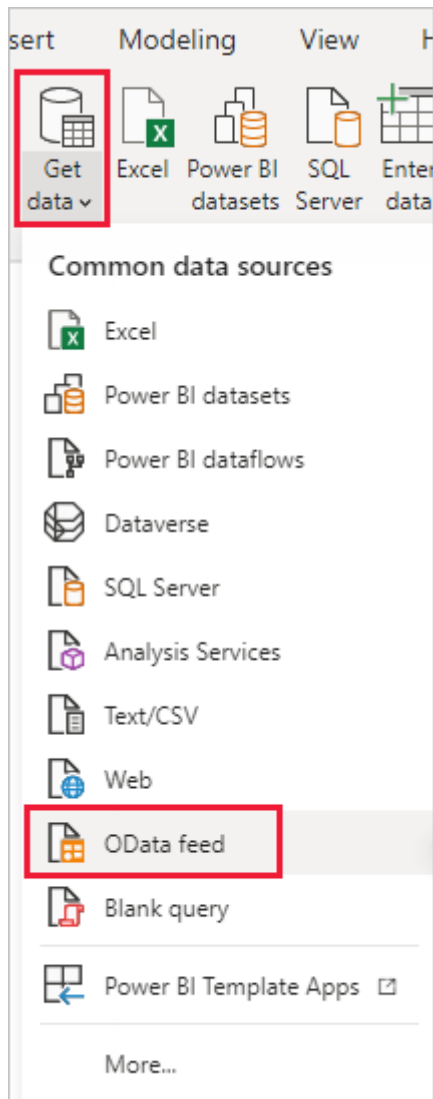 sert Modeling View H
Get Excel Power BI SQL Enter
data datasets Server data
Common data sources
Excel
Power BI datasets
Power BI dataflows
Dataverse
SQL Server
Analysis Services
Text/CSV
Web
OData feed
Blank query
Power BI Template Apps
More...